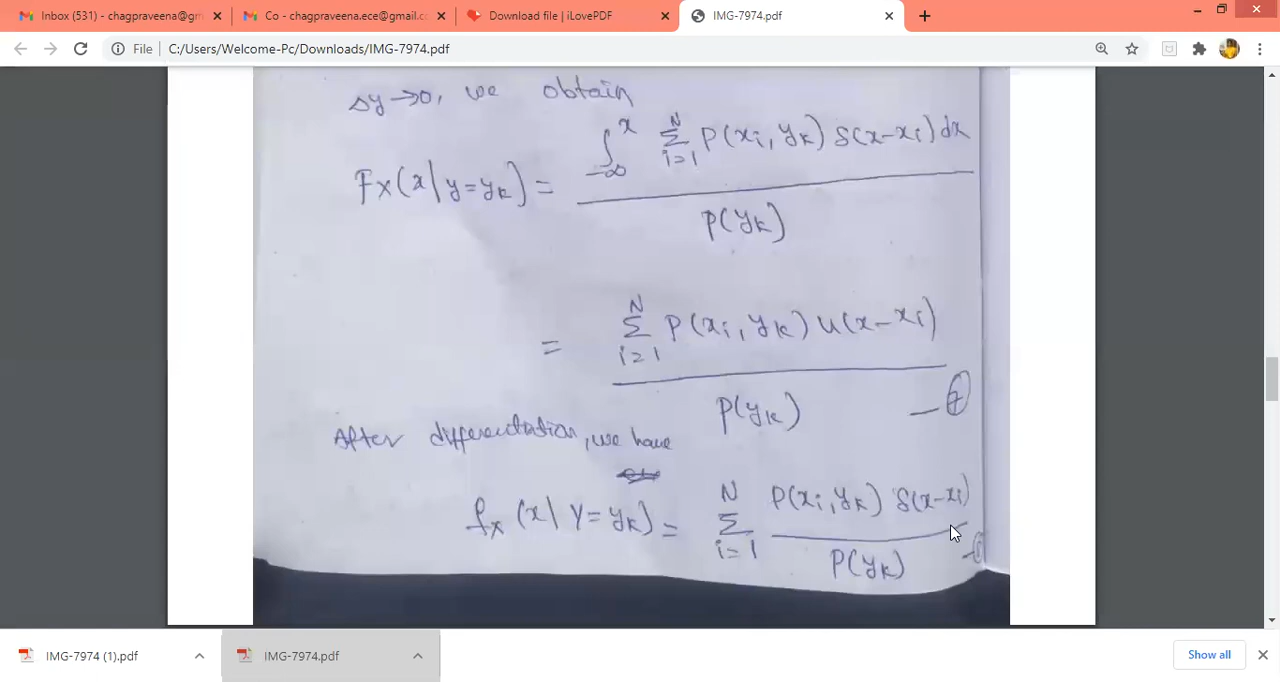 Inbox (531) - chagpraveena@gm
Co - chagpraveena.ece@gmail.c
Download file | iLovePDF
IMG-7974.pdf
File C:/Users/Welcome-Pc/Downloads/IMG-7974.pdf
Δy→0, we obtain
∫ x -∞ N Σ i=1 P(xi, yk) δ(x-xi) dx
Fx(x|y=yk) =
P(yk)
N Σ i=1 P(xi, yk) u(x-xi)
=
P(yk) — 7
After differentiation, we have
fx (x| Y=yk) = N Σ i=1 P(xi, yk) δ(x-xi)
P(yk)
IMG-7974 (1).pdf
IMG-7974.pdf
Show all